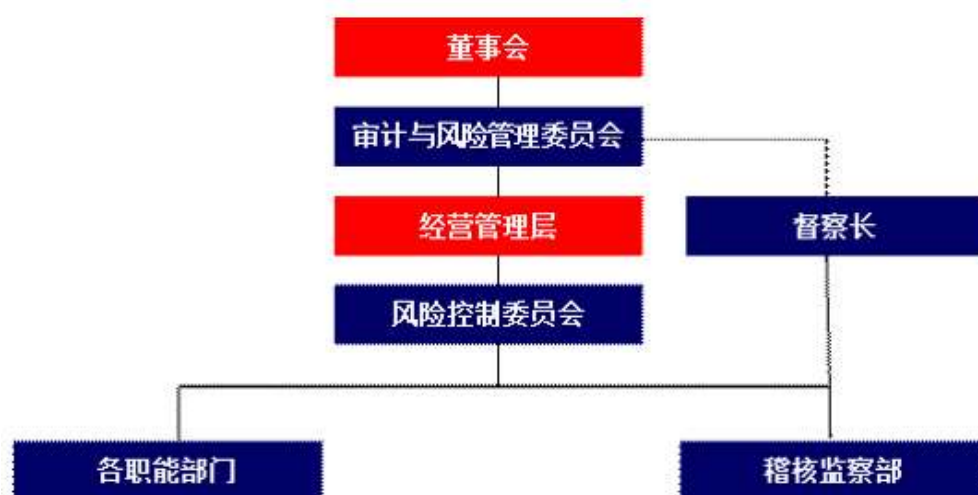 董事会
审计与风险管理委员会
经营管理层
督察长
风险控制委员会
各职能部门
稽核监察部